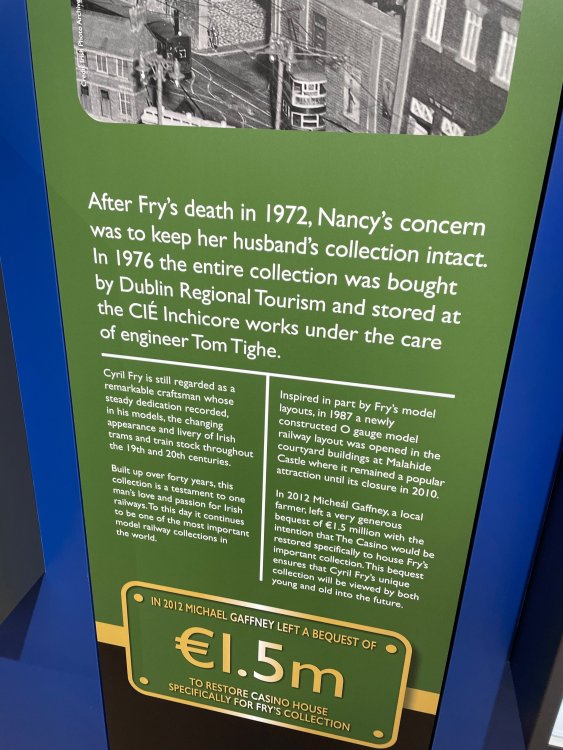 Credit Irish Photo Archive
After Fry's death in 1972, Nancy's concern
was to keep her husband's collection intact.
In 1976 the entire collection was bought
by Dublin Regional Tourism and stored at
the CIÉ Inchicore works under the care
of engineer Tom Tighe.
Cyril Fry is still regarded as a
remarkable craftsman whose
steady dedication recorded,
in his models, the changing
appearance and livery of Irish
trams and train stock throughout
the 19th and 20th centuries.
Built up over forty years, this
collection is a testament to one
man's love and passion for Irish
railways. To this day it continues
to be one of the most important
model railway collections in
the world.
Inspired in part by Fry's model
layouts, in 1987 a newly
constructed O gauge model
railway layout was opened in the
courtyard buildings at Malahide
Castle where it remained a popular
attraction until its closure in 2010.
In 2012 Micheál Gaffney, a local
farmer, left a very generous
bequest of €1.5 million with the
intention that The Casino would be
restored specifically to house Fry's
important collection. This bequest
ensures that Cyril Fry's unique
collection will be viewed by both
young and old into the future.
IN 2012 MICHAEL GAFFNEY LEFT A BEQUEST OF
€1.5m
TO RESTORE CASINO HOUSE
SPECIFICALLY FOR FRY'S COLLECTION